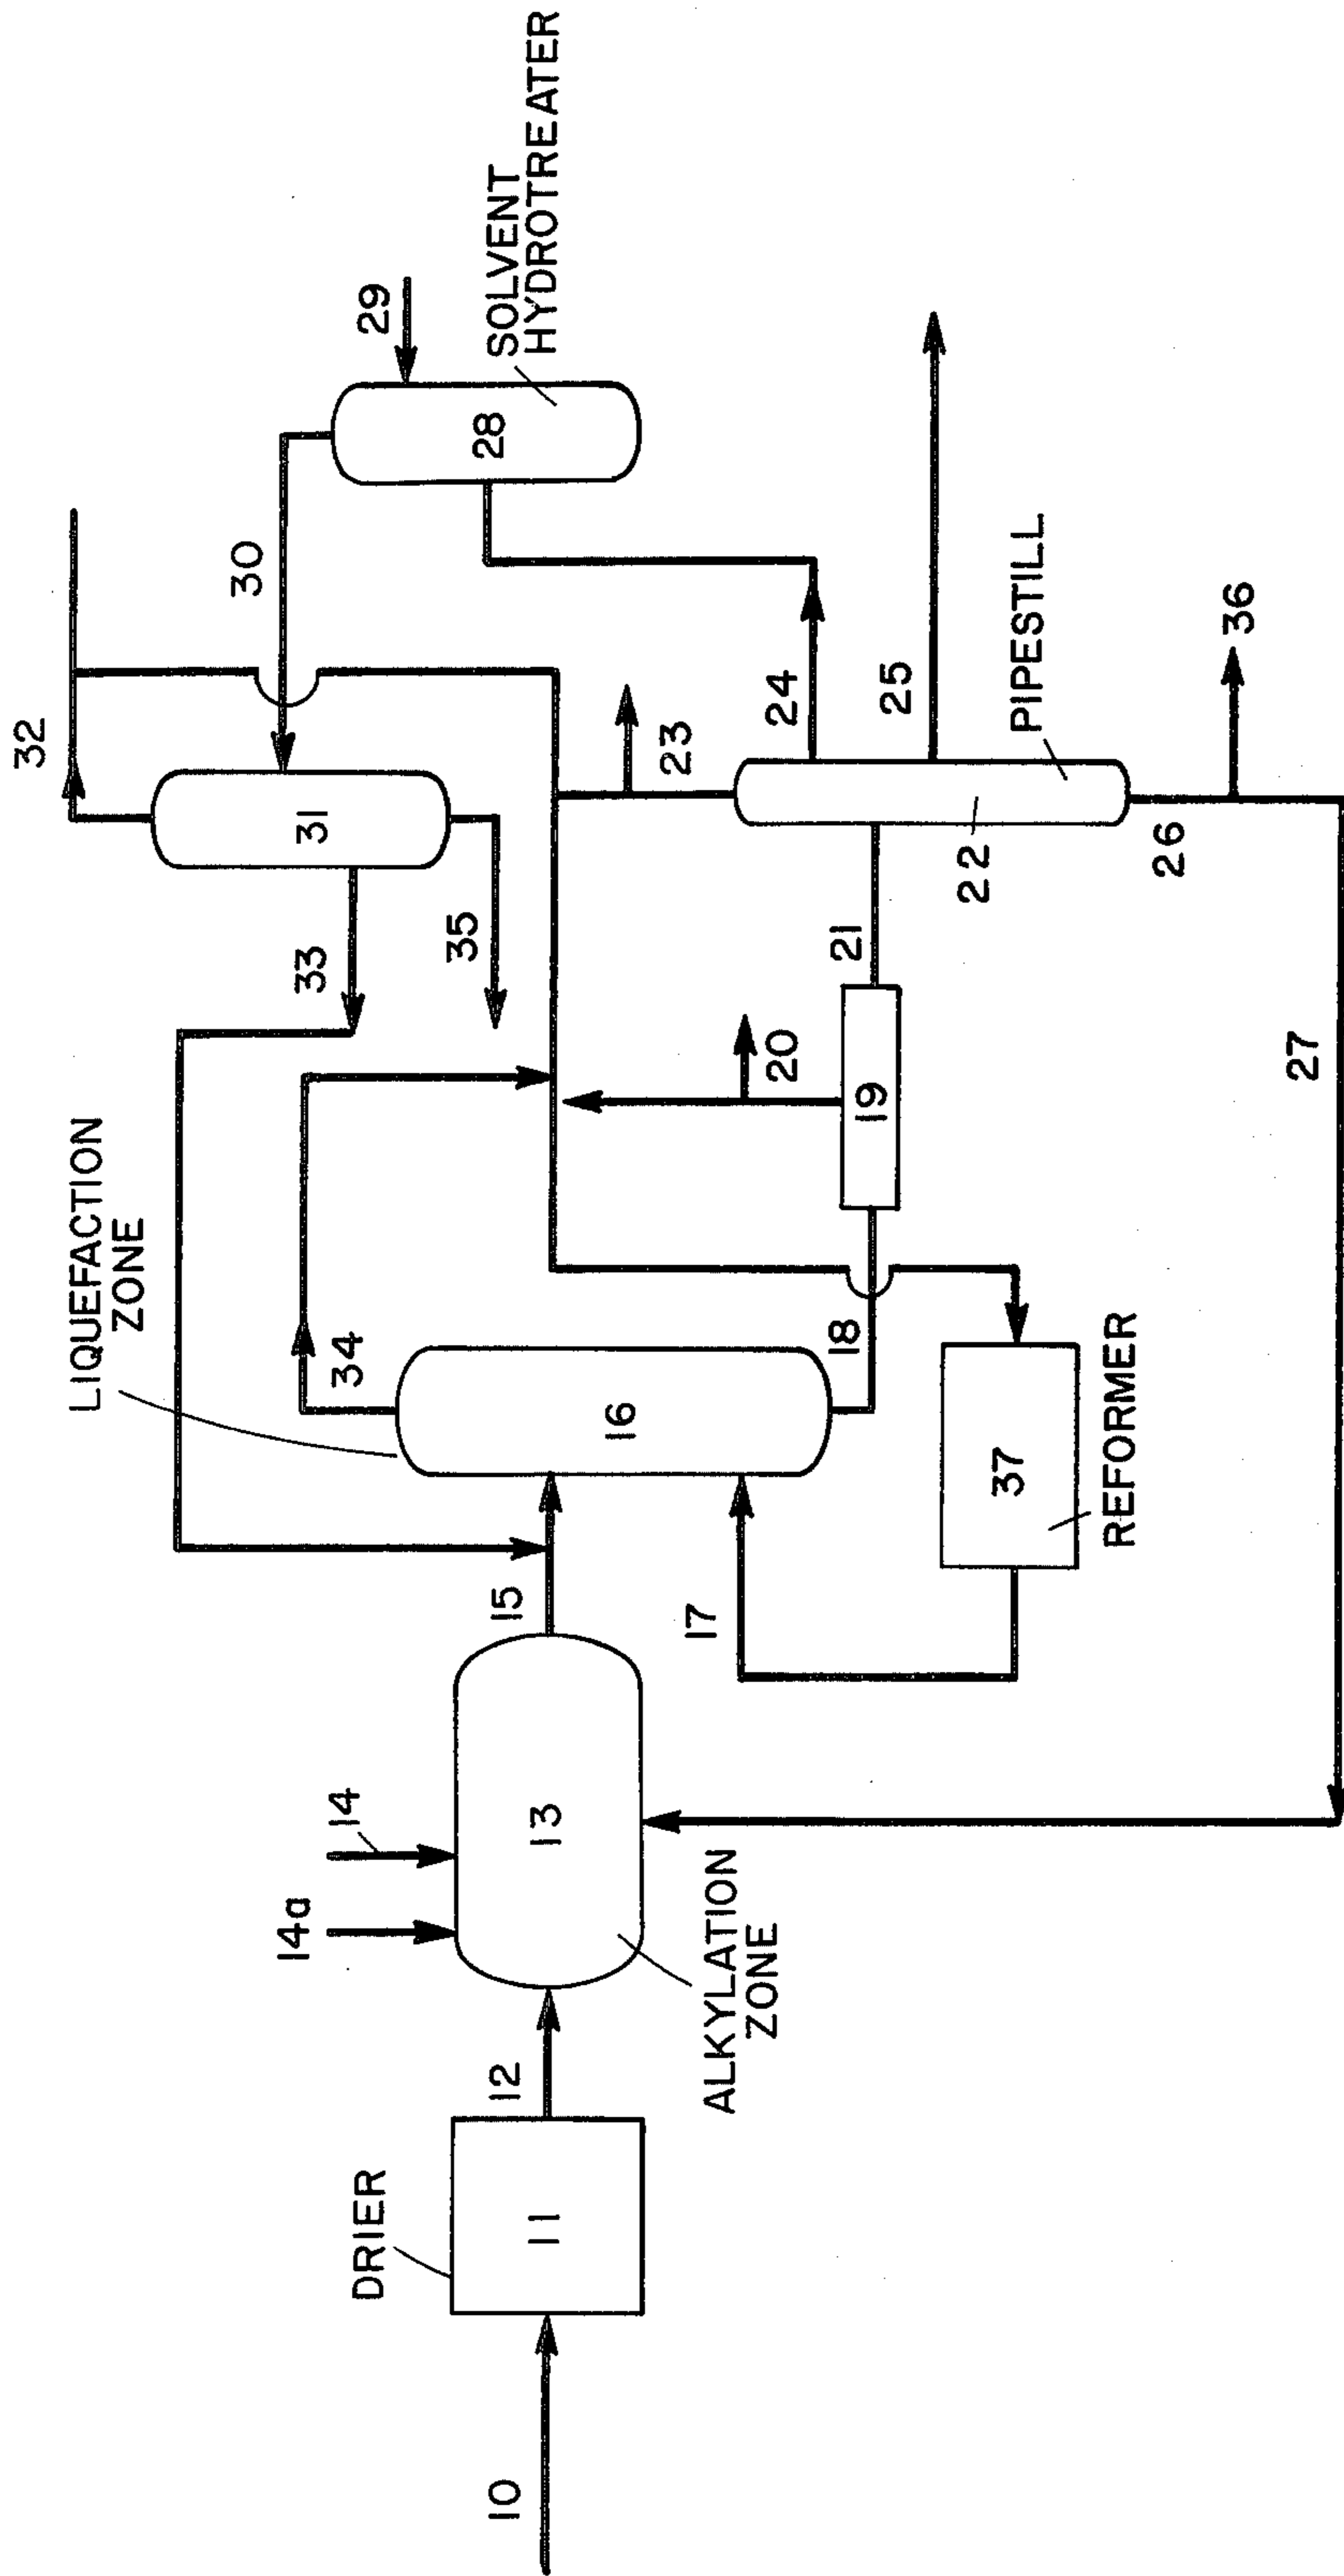 32
30
29
31
28
SOLVENT
HYDROTREATER
33
35
23
24
25
PIPESTILL
22
26
36
21
20
19
27
LIQUEFACTION
ZONE
34
16
18
37
REFORMER
15
17
14
14a
13
ALKYLATION
ZONE
12
DRIER
11
10